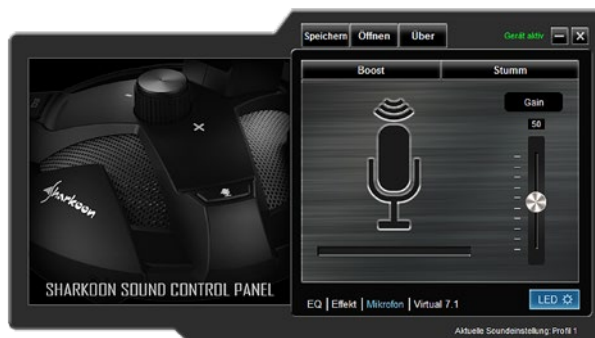 Speichern Öffnen Über Gerät aktiv
Boost Stumm
Gain
50
Sharkoon
SHARKOON SOUND CONTROL PANEL
EQ | Effekt | Mikrofon | Virtual 7.1
LED
Aktuelle Soundeinstellung: Profil 1